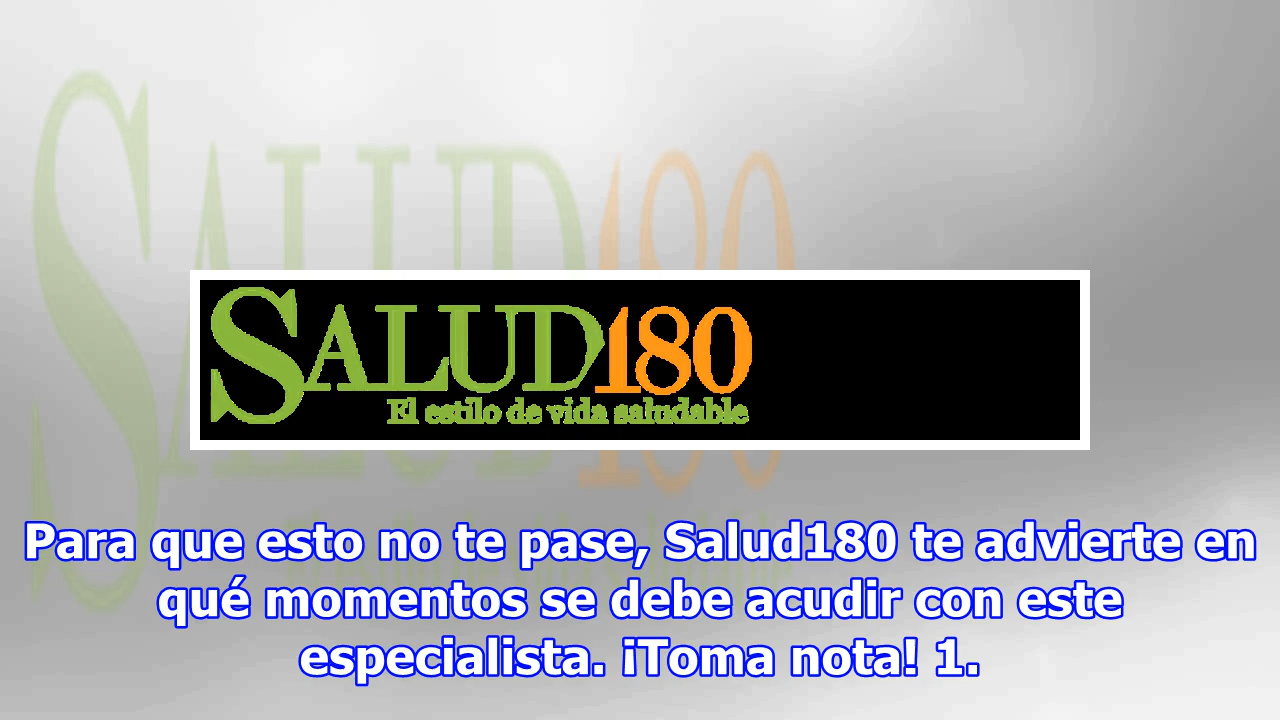 SALUD180
El estilo de vida saludable
Para que esto no te pase, Salud180 te advierte en
qué momentos se debe acudir con este
especialista. ¡Toma nota! 1.